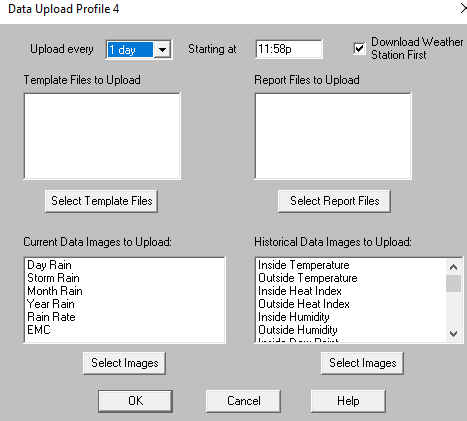 Data Upload Profile 4
Upload every 1 day Starting at 11:58p Download Weather Station First
Template Files to Upload
Report Files to Upload
Select Template Files
Select Report Files
Current Data Images to Upload:
Historical Data Images to Upload:
Day Rain
Storm Rain
Month Rain
Year Rain
Rain Rate
EMC
Inside Temperature
Outside Temperature
Inside Heat Index
Outside Heat Index
Inside Humidity
Outside Humidity
Inside Dew Point
Select Images
Select Images
OK
Cancel
Help